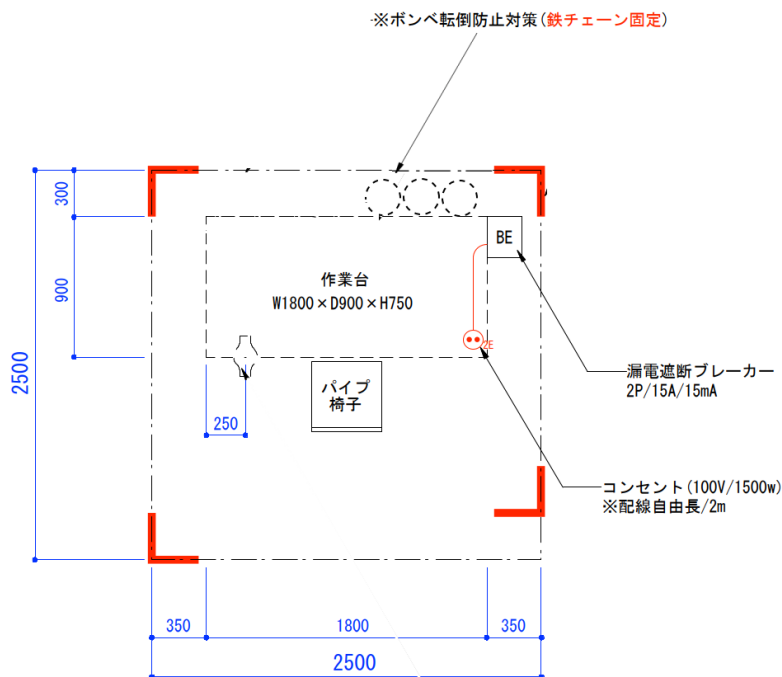 ※ボンベ転倒防止対策(鉄チェーン固定)
300
BE
作業台
W1800×D900×H750
900
2E
2500
パイプ
椅子
漏電遮断ブレーカー
2P/15A/15mA
250
コンセント(100V/1500w)
※配線自由長/2m
350
1800
350
2500